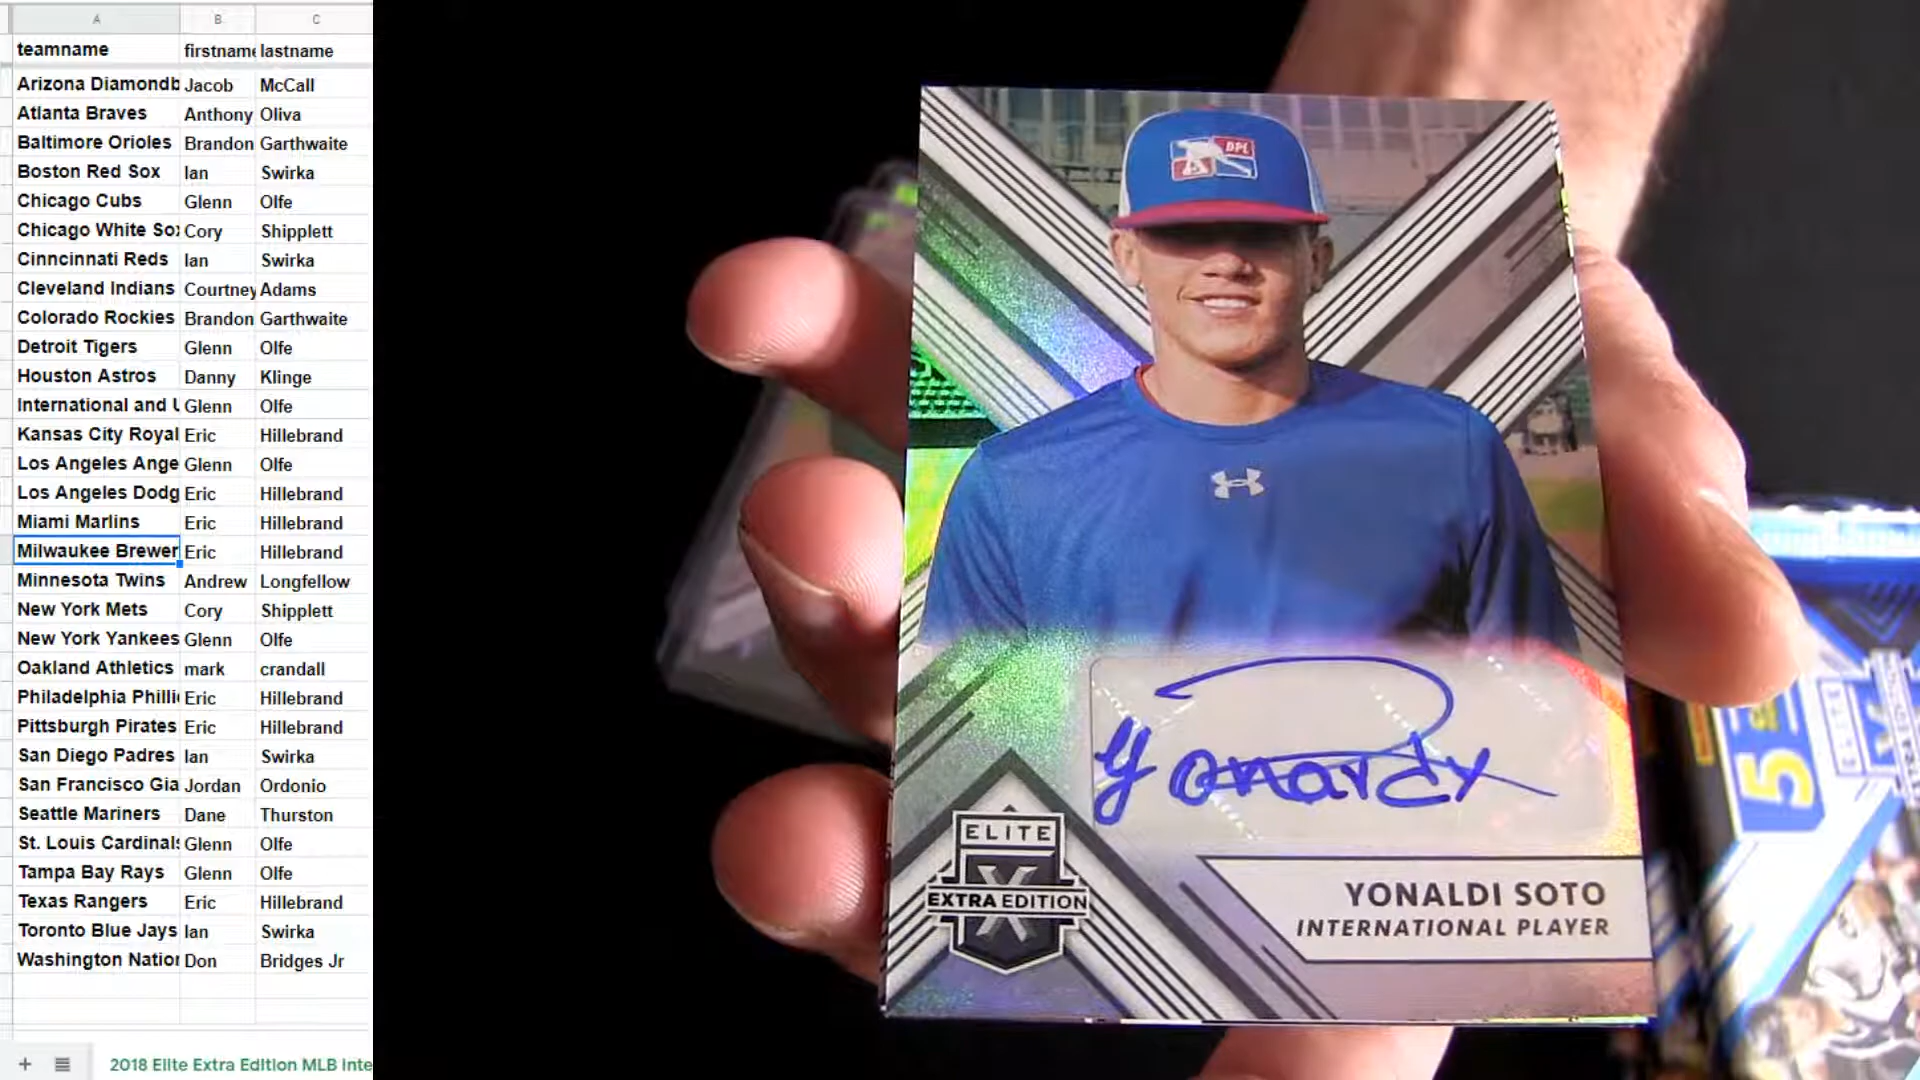 A B C
teamname firstname lastname
Arizona Diamondb Jacob McCall
Atlanta Braves Anthony Oliva
Baltimore Orioles Brandon Garthwaite
Boston Red Sox Ian Swirka
Chicago Cubs Glenn Olfe
Chicago White Sox Cory Shipplett
Cinncinnati Reds Ian Swirka
Cleveland Indians Courtney Adams
Colorado Rockies Brandon Garthwaite
Detroit Tigers Glenn Olfe
Houston Astros Danny Klinge
International and U Glenn Olfe
Kansas City Royal Eric Hillebrand
Los Angeles Ange Glenn Olfe
Los Angeles Dodg Eric Hillebrand
Miami Marlins Eric Hillebrand
Milwaukee Brewer Eric Hillebrand
Minnesota Twins Andrew Longfellow
New York Mets Cory Shipplett
New York Yankees Glenn Olfe
Oakland Athletics mark crandall
Philadelphia Philli Eric Hillebrand
Pittsburgh Pirates Eric Hillebrand
San Diego Padres Ian Swirka
San Francisco Gia Jordan Ordonio
Seattle Mariners Dane Thurston
St. Louis Cardinals Glenn Olfe
Tampa Bay Rays Glenn Olfe
Texas Rangers Eric Hillebrand
Toronto Blue Jays Ian Swirka
Washington Nation Don Bridges Jr
2018 Elite Extra Edition MLB Inte
DPL
ELITE
X
EXTRA EDITION
YONALDI SOTO
INTERNATIONAL PLAYER
5
ELITE